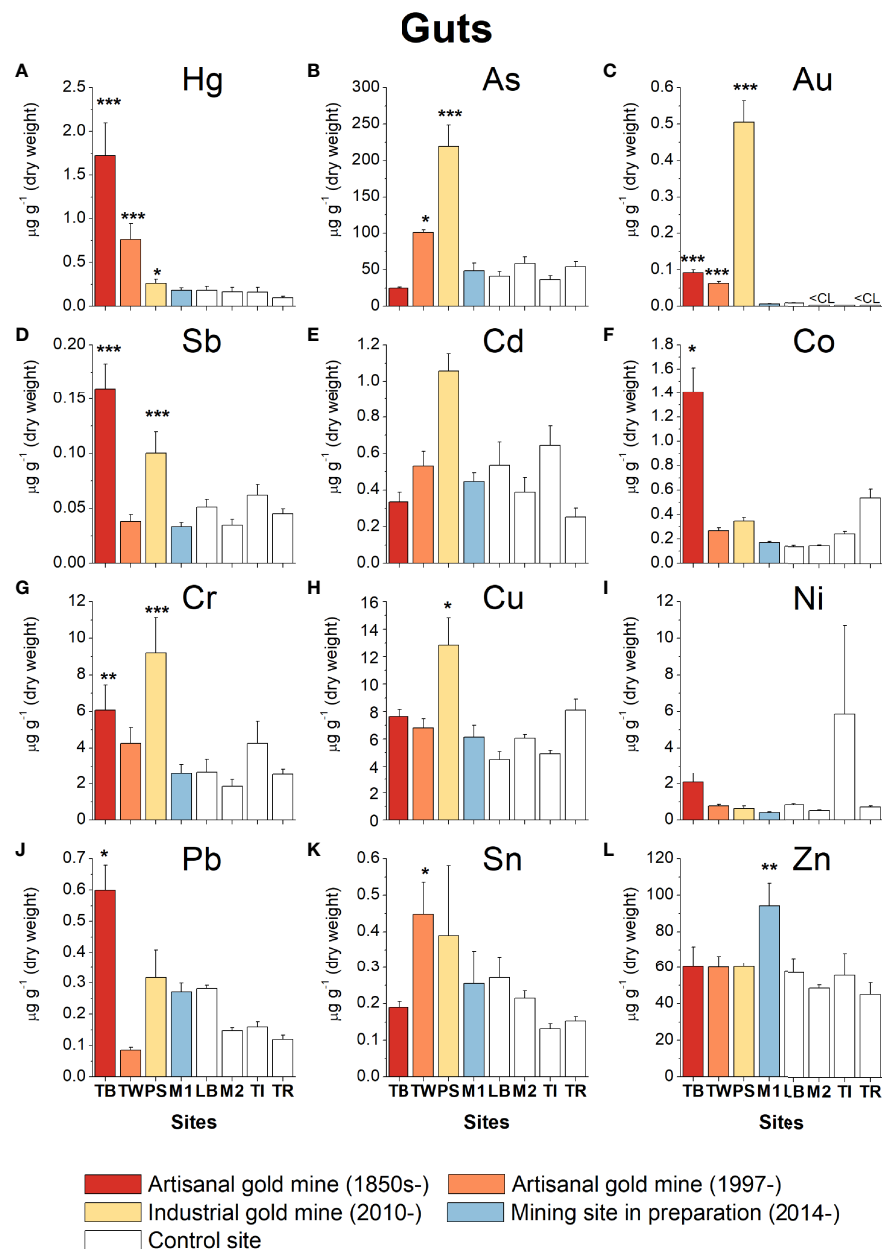 Guts
A Hg B As C Au
µg g⁻¹ (dry weight) µg g⁻¹ (dry weight) µg g⁻¹ (dry weight)
2.5 300 0.6
2.0 250 0.5
1.5 200 0.4
1.0 150 0.3
0.5 100 0.2
0.0 50 0.1
0 0.0
*** *** * * *** *** *** *** <CL <CL
D Sb E Cd F Co
µg g⁻¹ (dry weight) µg g⁻¹ (dry weight) µg g⁻¹ (dry weight)
0.20 1.2 1.8
0.15 1.0 1.6
0.10 0.8 1.4
0.05 0.6 1.2
0.00 0.4 1.0
0.2 0.8
0.0 0.6
0.4
0.2
0.0
*** *** *
G Cr H Cu I Ni
µg g⁻¹ (dry weight) µg g⁻¹ (dry weight) µg g⁻¹ (dry weight)
12 16 12
10 14 10
8 12 8
6 10 6
4 8 4
2 6 2
0 4 0
2
0
** *** *
J Pb K Sn L Zn
µg g⁻¹ (dry weight) µg g⁻¹ (dry weight) µg g⁻¹ (dry weight)
0.7 0.6 120
0.6 0.5 100
0.5 0.4 80
0.4 0.3 60
0.3 0.2 40
0.2 0.1 20
0.1 0.0 0
0.0
* * **
TB TW PS M1 LB M2 TI TR TB TW PS M1 LB M2 TI TR TB TW PS M1 LB M2 TI TR
Sites Sites Sites
Artisanal gold mine (1850s-) Artisanal gold mine (1997-)
Industrial gold mine (2010-) Mining site in preparation (2014-)
Control site